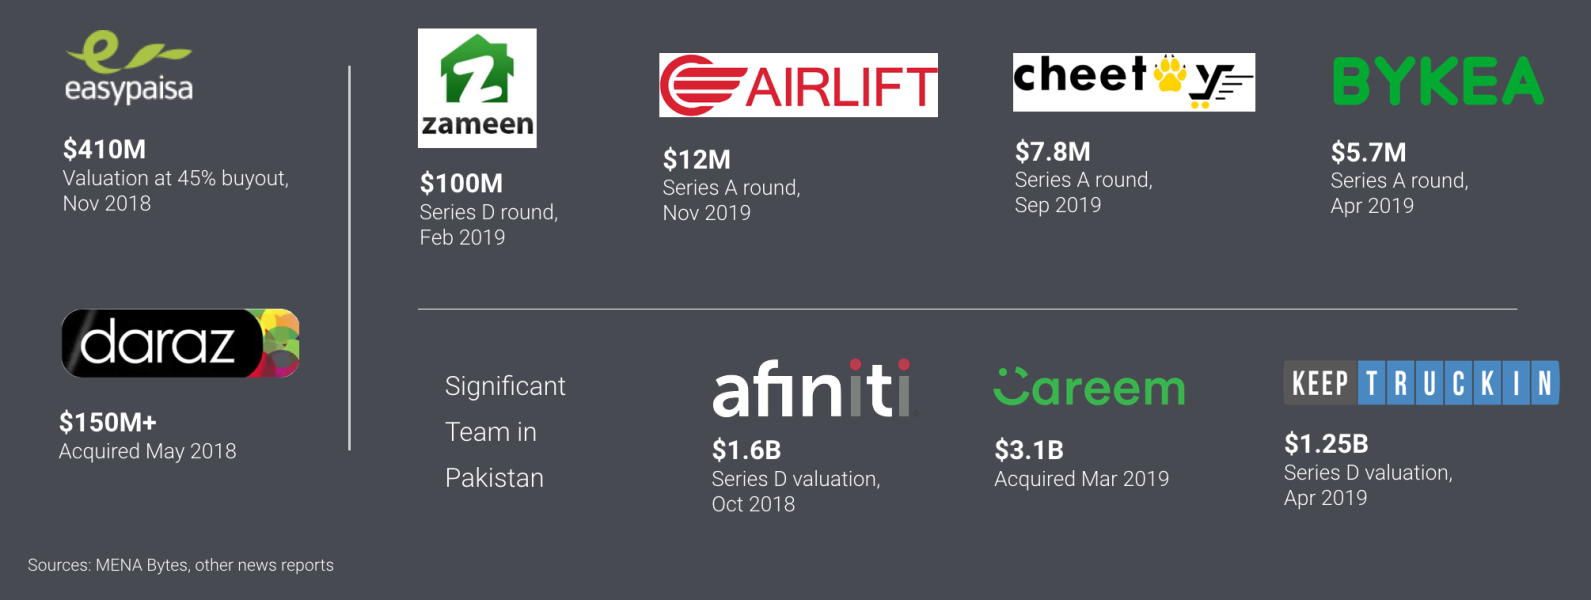 easypaisa
$410M
Valuation at 45% buyout,
Nov 2018
daraz
$150M+
Acquired May 2018
zameen
$100M
Series D round,
Feb 2019
AIRLIFT
$12M
Series A round,
Nov 2019
cheetay
$7.8M
Series A round,
Sep 2019
BYKEA
$5.7M
Series A round,
Apr 2019
Significant
Team in
Pakistan
afiniti
$1.6B
Series D valuation,
Oct 2018
Careem
$3.1B
Acquired Mar 2019
KEEP TRUCKIN
$1.25B
Series D valuation,
Apr 2019
Sources: MENA Bytes, other news reports